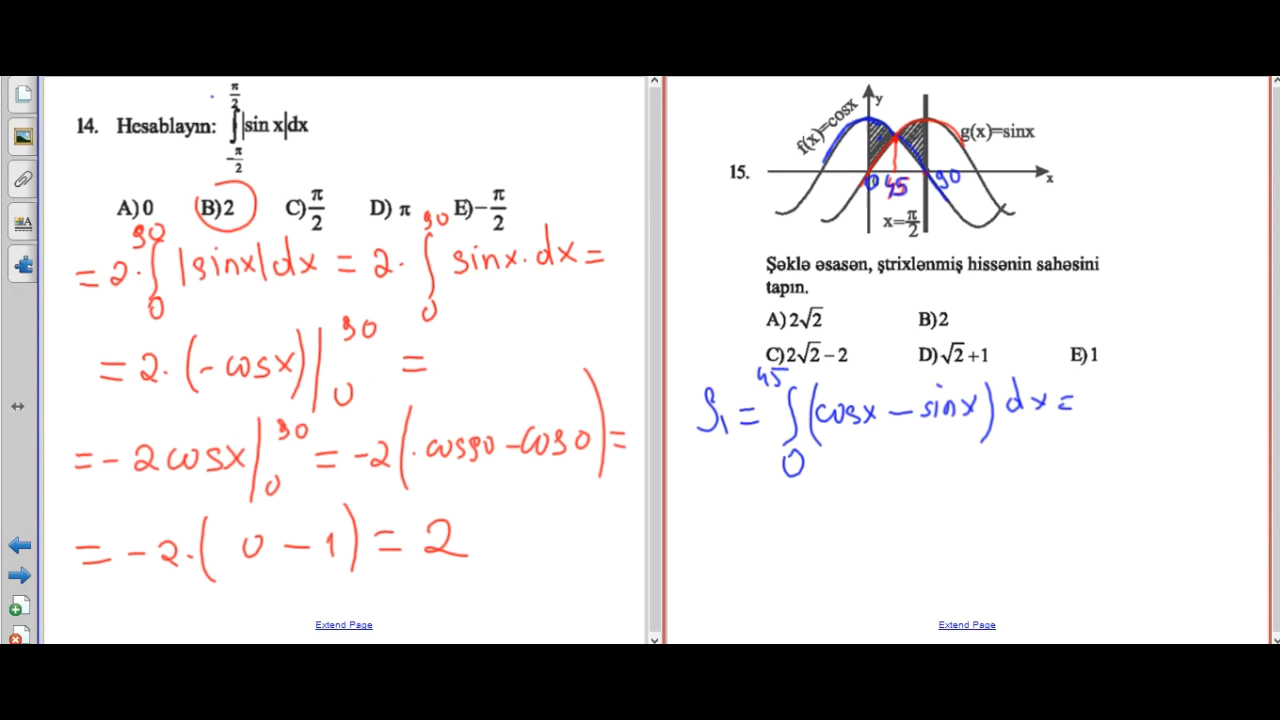 14. Hesablayın: ∫_{-π/2}^{π/2} |sin x|dx
A) 0 B) 2 C) π/2 D) π E) -π/2
= 2·∫_0^90 |sinx|dx = 2·∫_0^90 sinx·dx =
= 2·(-cosx)|_0^90 =
= -2cosx|_0^90 = -2(·cos90 - cos0) =
= -2·(0 - 1) = 2
Extend Page
15.
f(x)=cosx
y
g(x)=sinx
0 45 90
x
x=π/2
Şəklə əsasən, ştrixlənmiş hissənin sahəsini
tapın.
A) 2√2 B) 2
C) 2√2 - 2 D) √2 + 1 E) 1
S₁ = ∫_0^45 (cosx - sinx) dx =
Extend Page